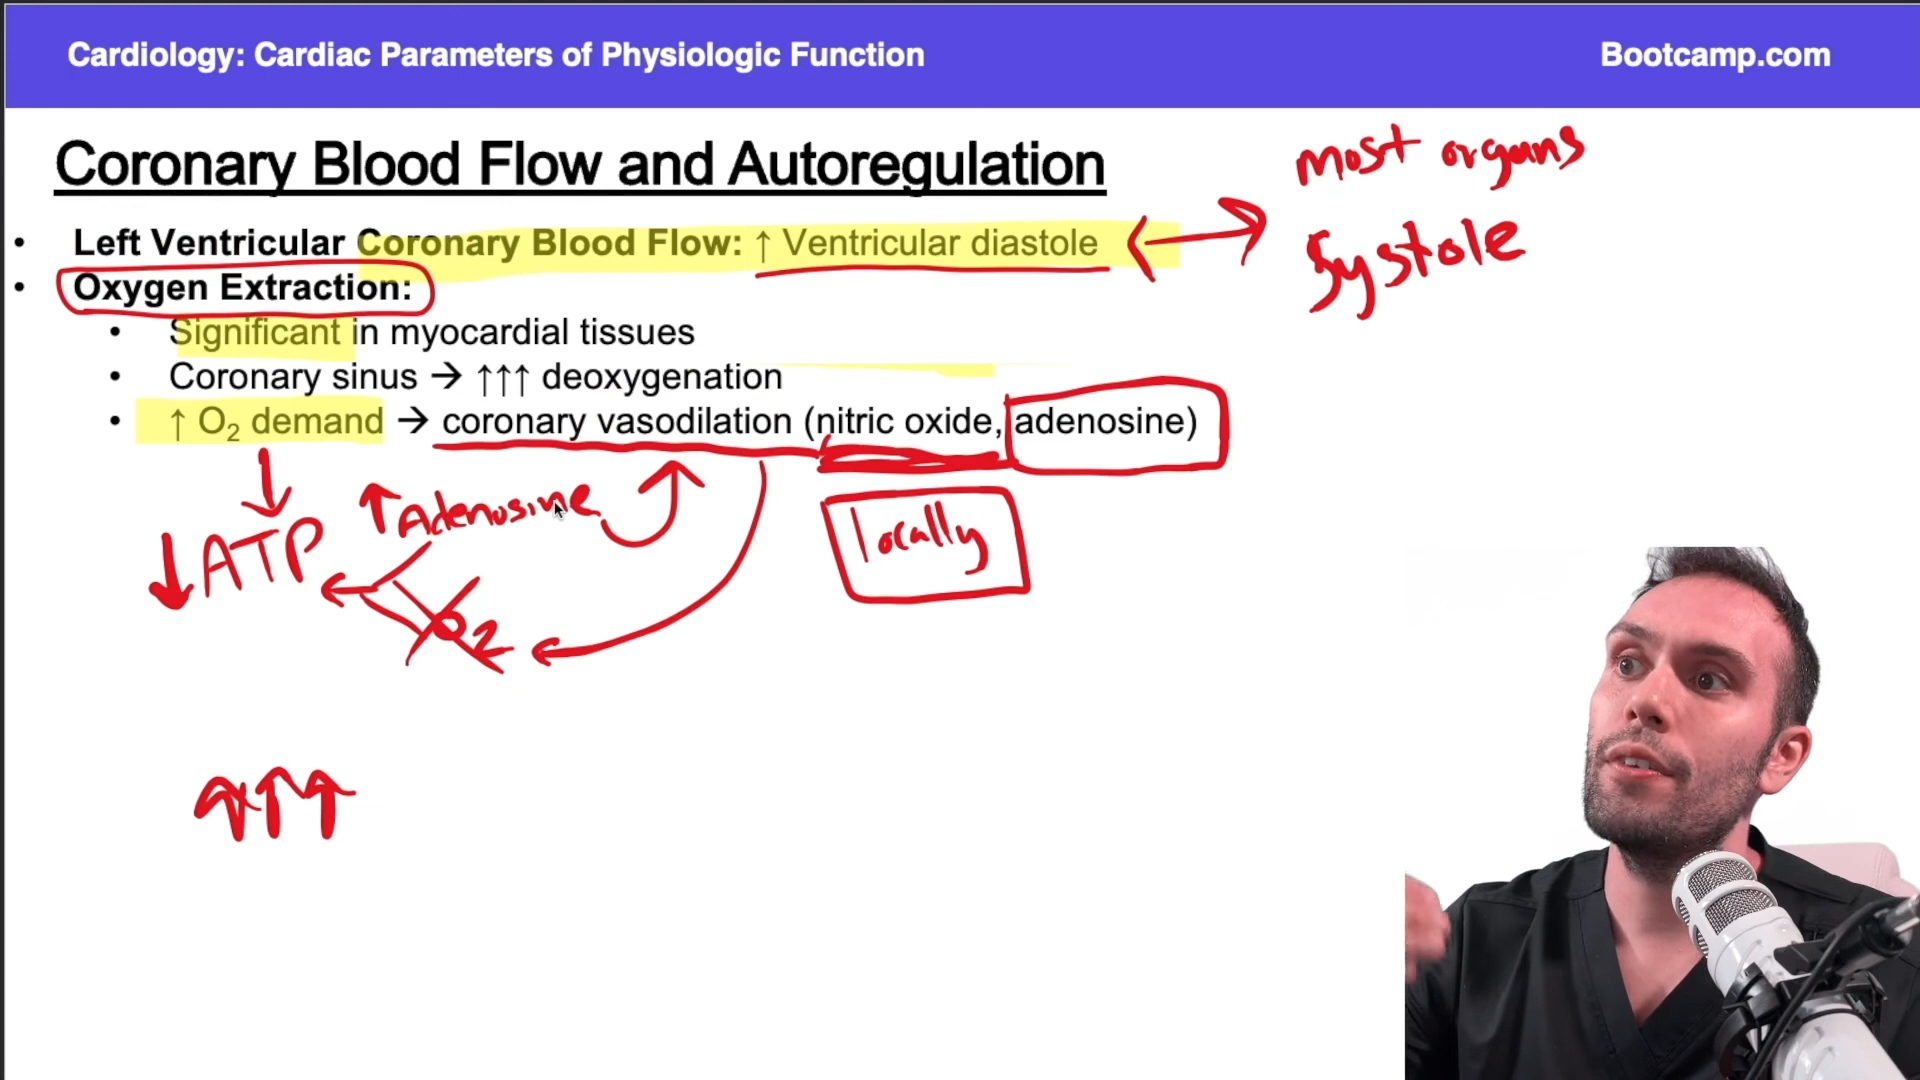 Cardiology: Cardiac Parameters of Physiologic Function
Bootcamp.com
Coronary Blood Flow and Autoregulation
most organs
systole
• Left Ventricular Coronary Blood Flow: ↑ Ventricular diastole
• Oxygen Extraction:
• Significant in myocardial tissues
• Coronary sinus → ↑↑↑ deoxygenation
• ↑ O₂ demand → coronary vasodilation (nitric oxide, adenosine)
↑ Adenosine
locally
↓ ATP
O₂
↑↑↑